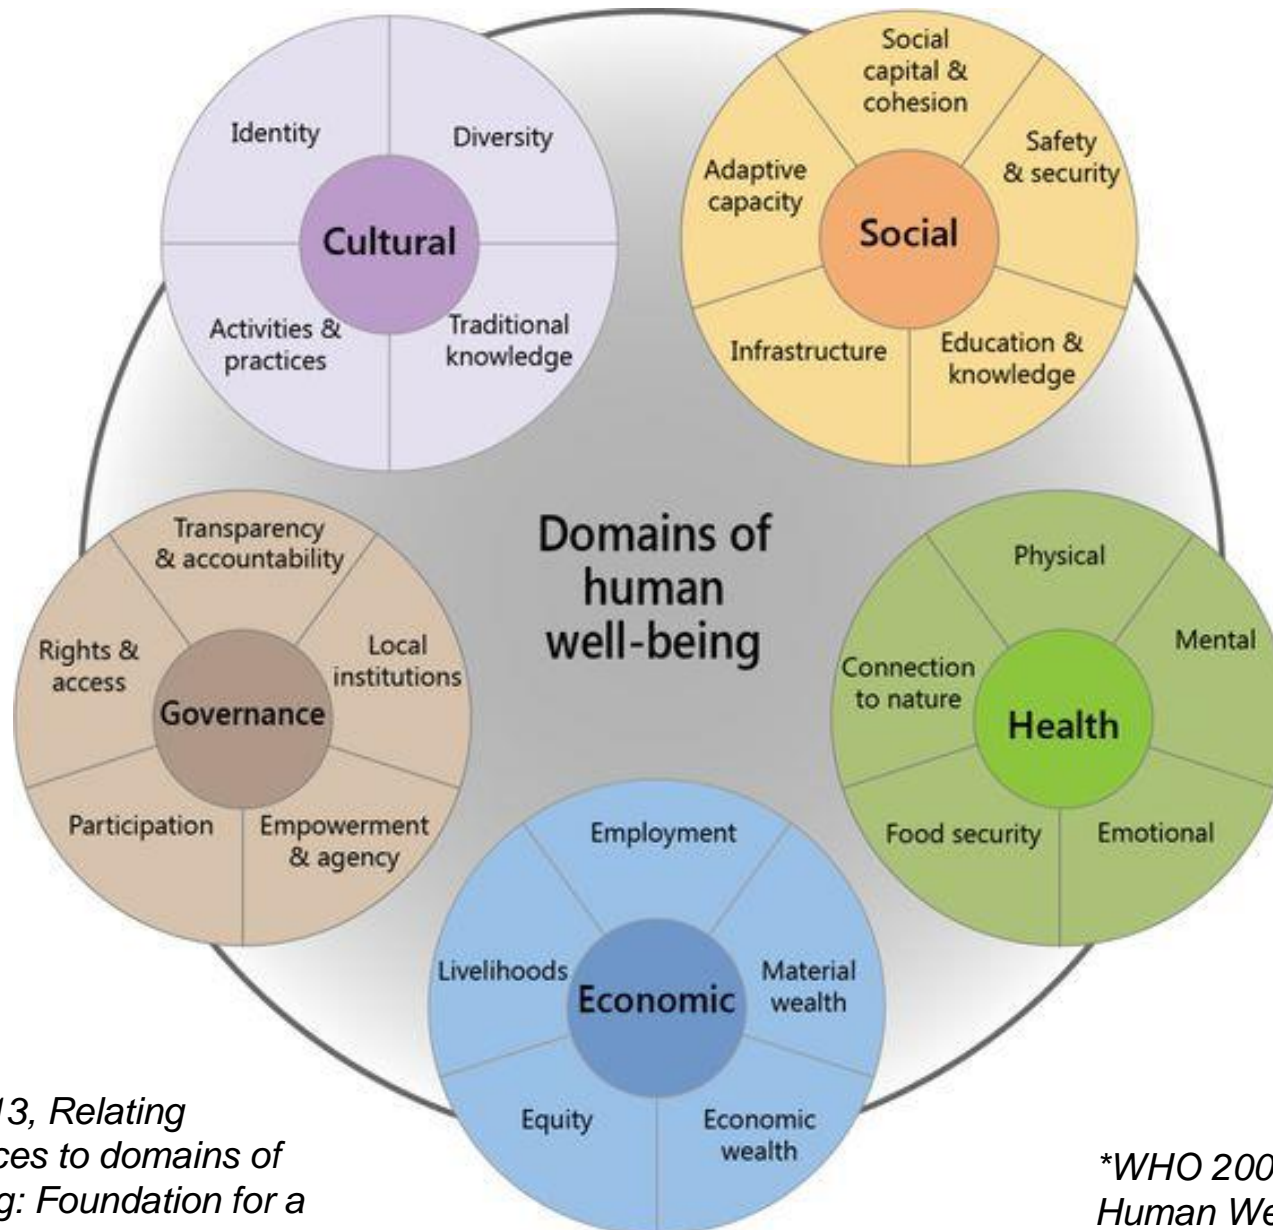 Identity
Diversity
Cultural
Activities &
practices
Traditional
knowledge
Social
capital &
cohesion
Safety
& security
Adaptive
capacity
Social
Infrastructure
Education &
knowledge
Domains of
human
well-being
Transparency
& accountability
Rights &
access
Local
institutions
Governance
Participation
Empowerment
& agency
Physical
Mental
Connection
to nature
Health
Food security
Emotional
Employment
Livelihoods
Material
wealth
Economic
Equity
Economic
wealth
13, Relating
ces to domains of
g: Foundation for a
*WHO 200
Human We